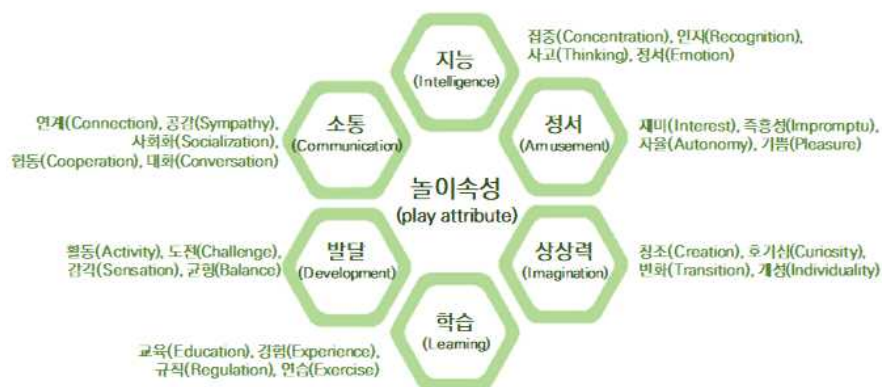 지능
(Intelligence)
집중(Concentration), 인지(Recognition),
사고(Thinking), 정서(Emotion)
소통
(Communication)
연계(Connection), 공감(Sympathy),
사회화(Socialization),
협동(Cooperation), 대화(Conversation)
정서
(Amusement)
재미(Interest), 즉흥성(Impromptu),
자율(Autonomy), 기쁨(Pleasure)
놀이속성
(play attribute)
발달
(Development)
활동(Activity), 도전(Challenge),
감각(Sensation), 균형(Balance)
상상력
(Imagination)
창조(Creation), 호기심(Curiosity),
변화(Transition), 개성(Individuality)
학습
(Learning)
교육(Education), 경험(Experience),
규칙(Regulation), 연습(Exercise)